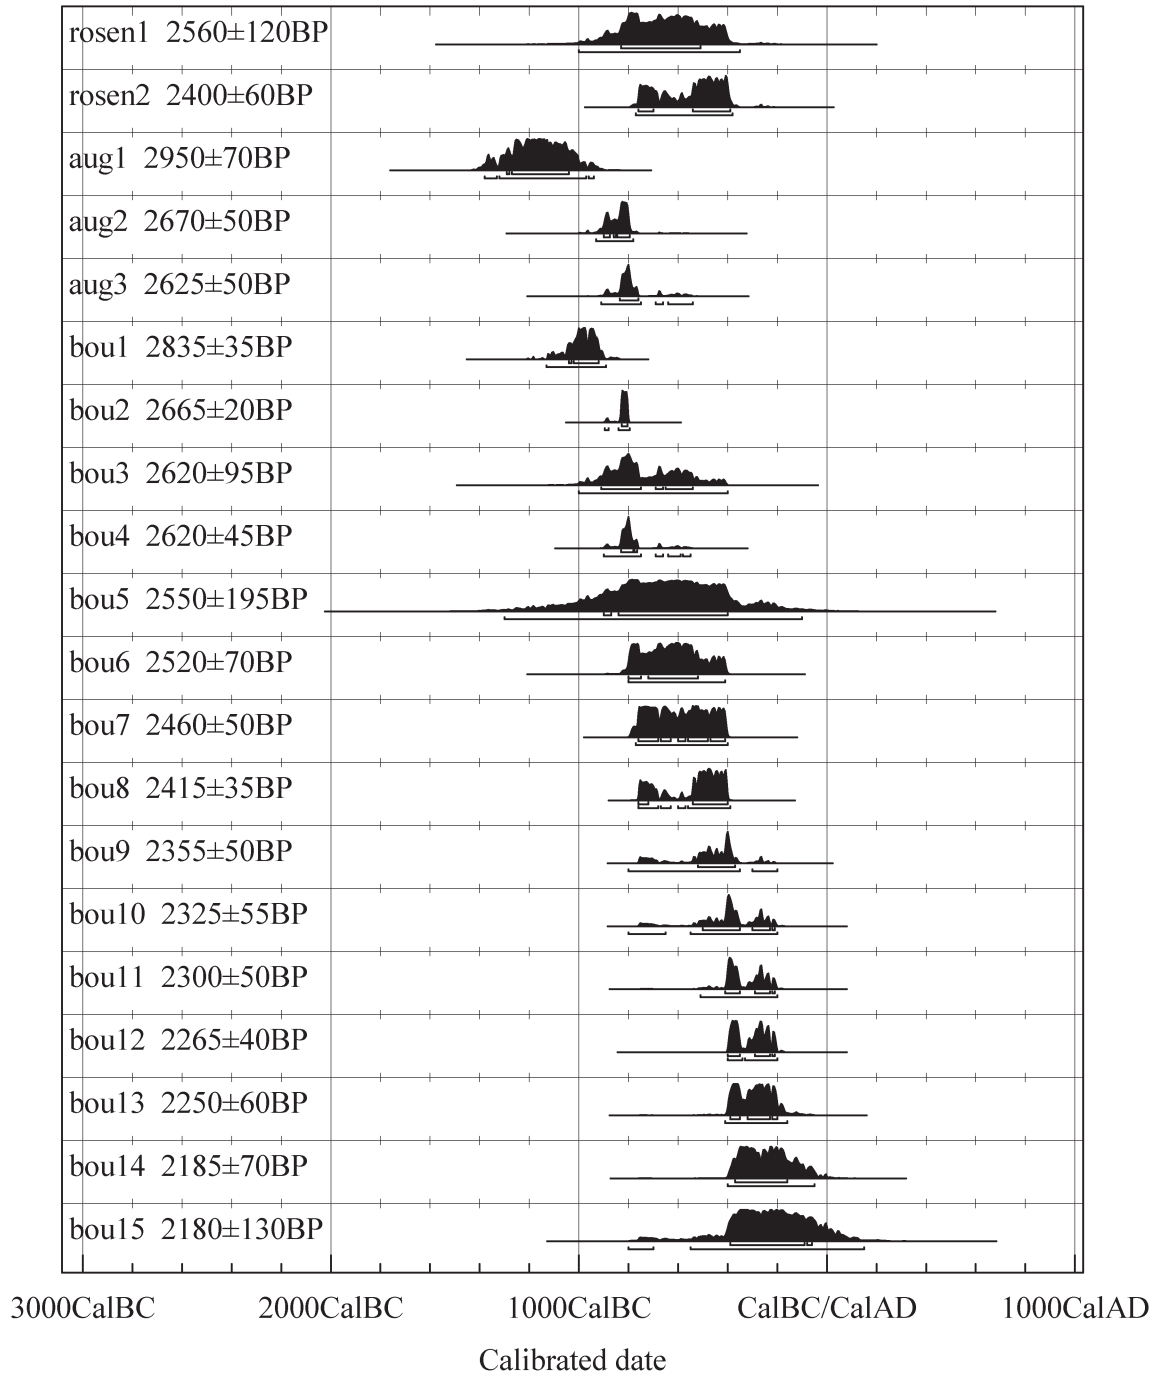 rosen1 2560±120BP
rosen2 2400±60BP
aug1 2950±70BP
aug2 2670±50BP
aug3 2625±50BP
bou1 2835±35BP
bou2 2665±20BP
bou3 2620±95BP
bou4 2620±45BP
bou5 2550±195BP
bou6 2520±70BP
bou7 2460±50BP
bou8 2415±35BP
bou9 2355±50BP
bou10 2325±55BP
bou11 2300±50BP
bou12 2265±40BP
bou13 2250±60BP
bou14 2185±70BP
bou15 2180±130BP
3000CalBC 2000CalBC 1000CalBC CalBC/CalAD 1000CalAD
Calibrated date